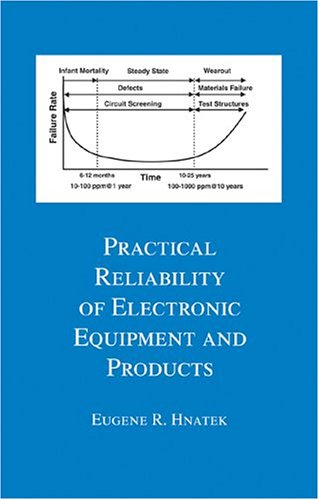 Infant Mortality Steady State Wearout
Defects Materials Failure
Circuit Screening Test Structures
Failure Rate
6-12 months Time 10-25 years
10-100 ppm@1 year 100-1000 ppm@10 years
PRACTICAL
RELIABILITY
OF ELECTRONIC
EQUIPMENT AND
PRODUCTS
EUGENE R. HNATEK